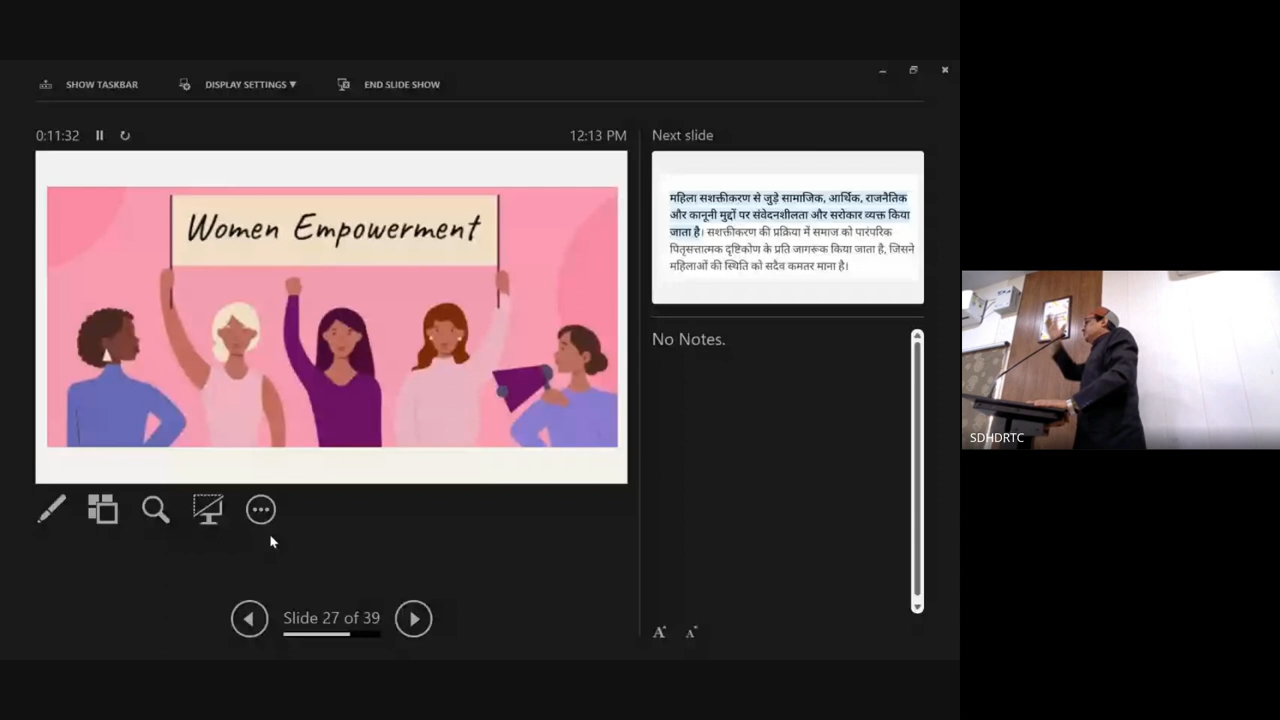 SHOW TASKBAR
DISPLAY SETTINGS ▼
END SLIDE SHOW
0:11:32
12:13 PM
Next slide
Women Empowerment
महिला सशक्तीकरण से जुड़े सामाजिक, आर्थिक, राजनैतिक
और कानूनी मुद्दों पर संवेदनशीलता और सरोकार व्यक्त किया
जाता है। सशक्तीकरण की प्रक्रिया में समाज को पारंपरिक
पितृसत्तात्मक दृष्टिकोण के प्रति जागरूक किया जाता है, जिसने
महिलाओं की स्थिति को सदैव कमतर माना है।
No Notes.
SDHDRTC
Slide 27 of 39
A A